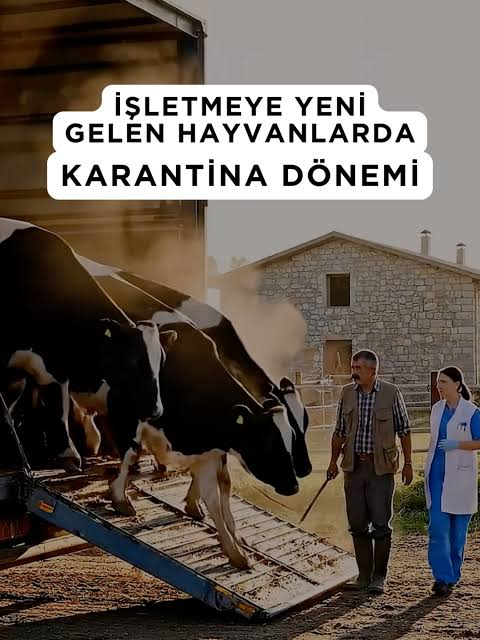 İŞLETMEYE YENİ
GELEN HAYVANLARDA
KARANTİNA DÖNEMİ